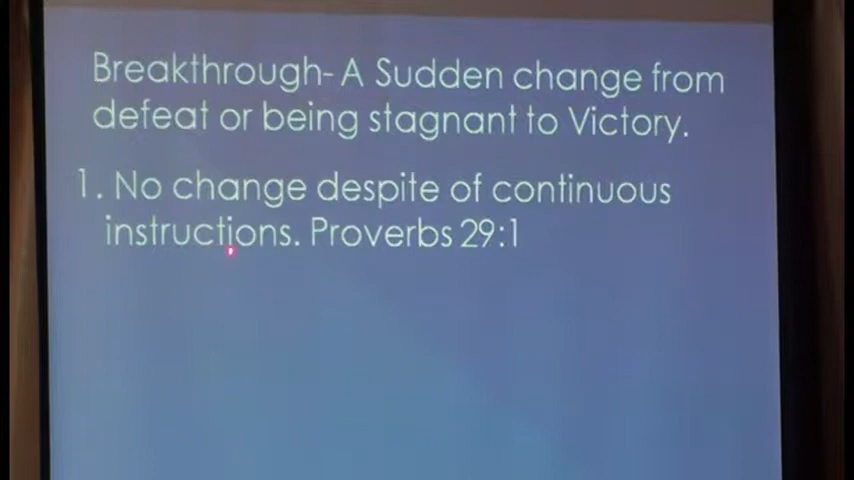 Breakthrough- A Sudden change from
defeat or being stagnant to Victory.
1. No change despite of continuous
instructions. Proverbs 29:1